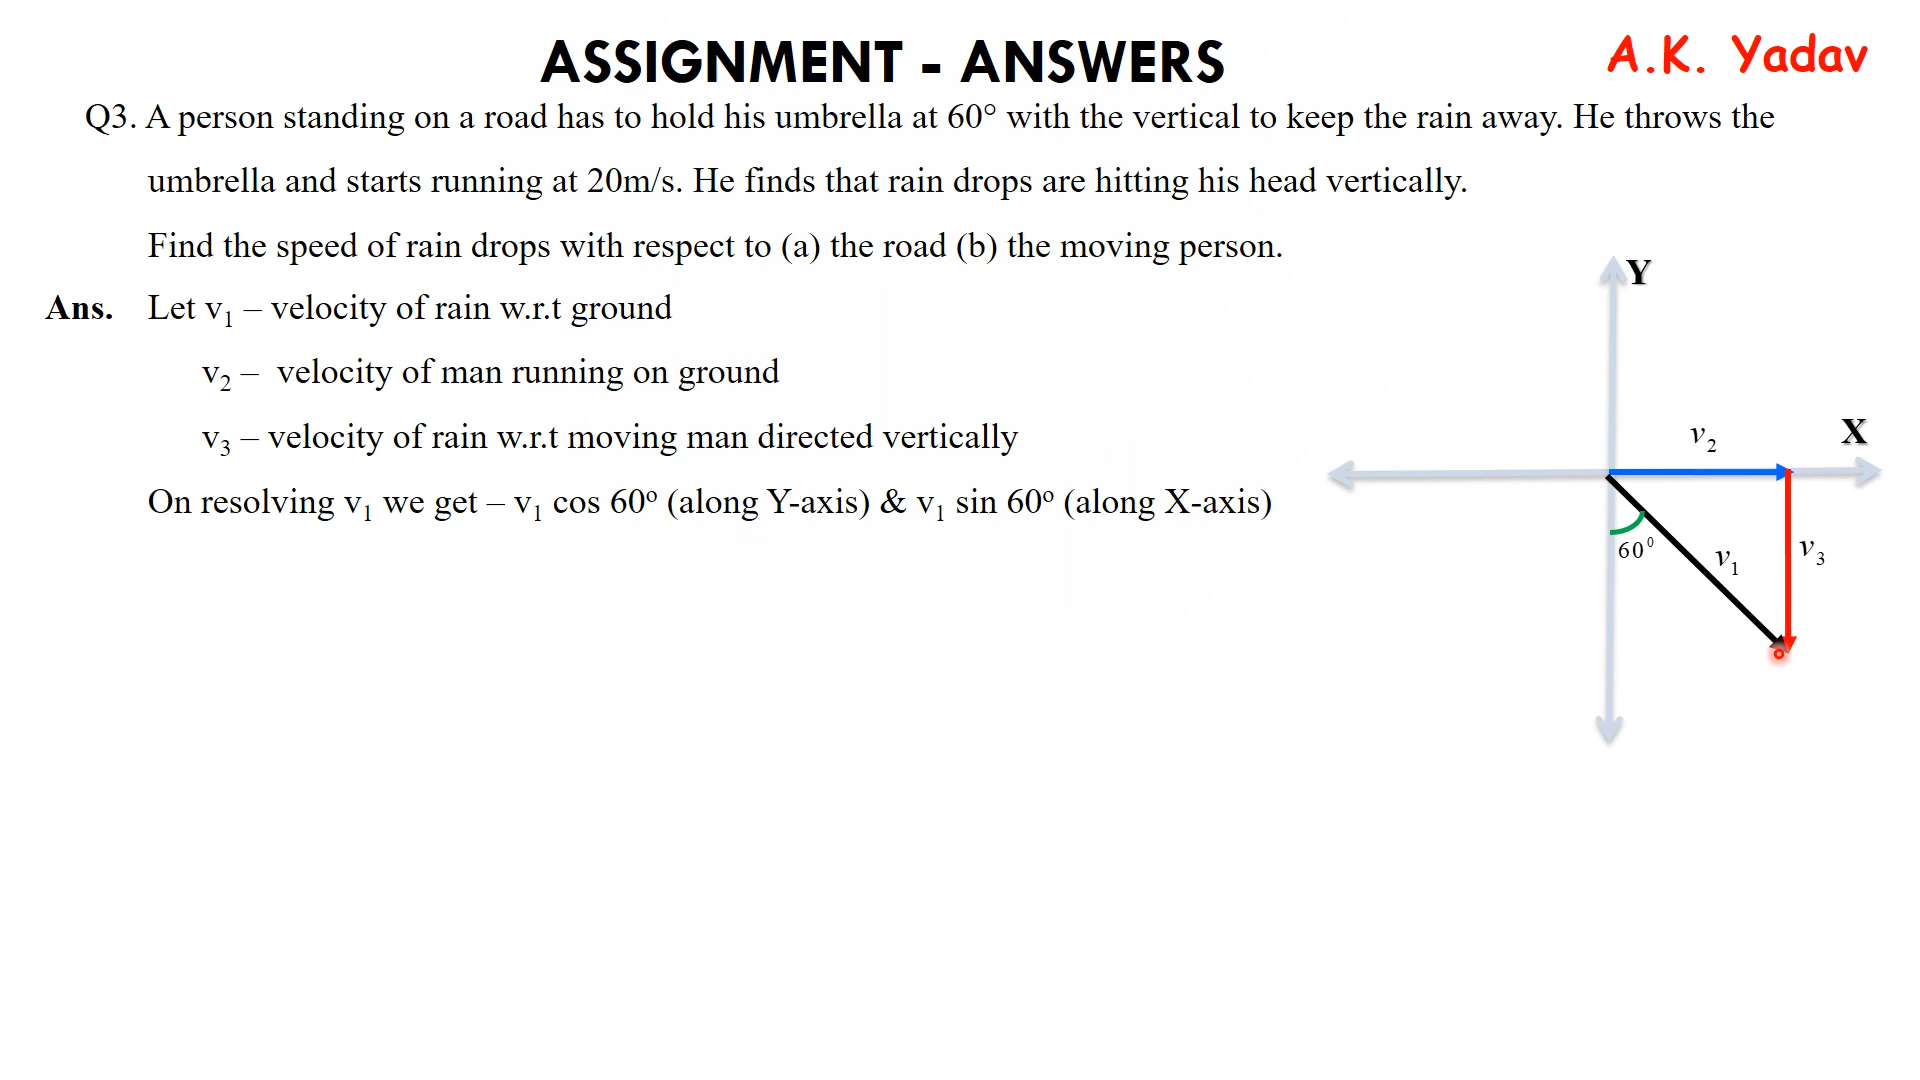 ASSIGNMENT - ANSWERS
A.K. Yadav
Q3. A person standing on a road has to hold his umbrella at 60° with the vertical to keep the rain away. He throws the
umbrella and starts running at 20m/s. He finds that rain drops are hitting his head vertically.
Find the speed of rain drops with respect to (a) the road (b) the moving person.
Ans. Let v₁ – velocity of rain w.r.t ground
v₂ – velocity of man running on ground
v₃ – velocity of rain w.r.t moving man directed vertically
On resolving v₁ we get – v₁ cos 60º (along Y-axis) & v₁ sin 60º (along X-axis)
Y
v₂
X
60⁰
v₁
v₃